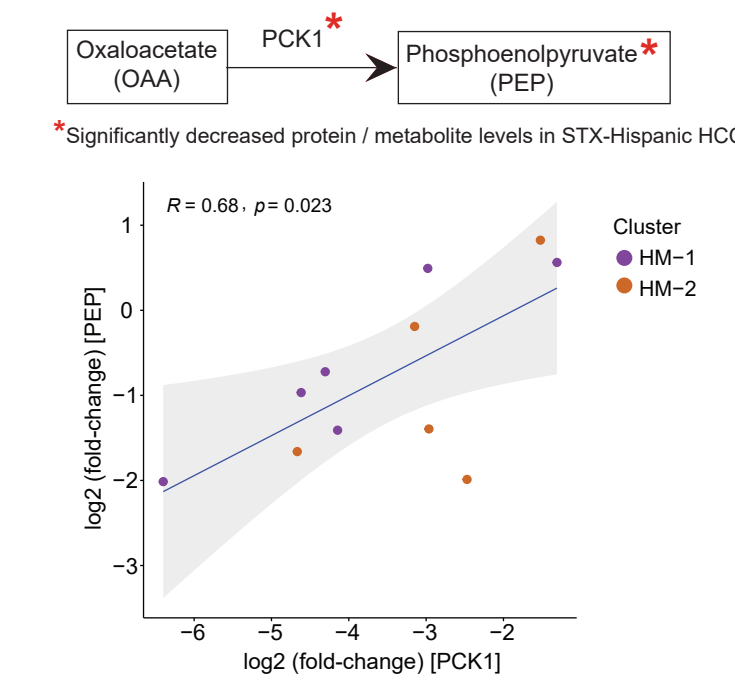 Oxaloacetate
(OAA)
PCK1*
Phosphoenolpyruvate*
(PEP)
*Significantly decreased protein / metabolite levels in STX-Hispanic HCC
R = 0.68, p = 0.023
Cluster
HM−1
HM−2
log2 (fold-change) [PEP]
1
0
−1
−2
−3
−6
−5
−4
−3
−2
log2 (fold-change) [PCK1]